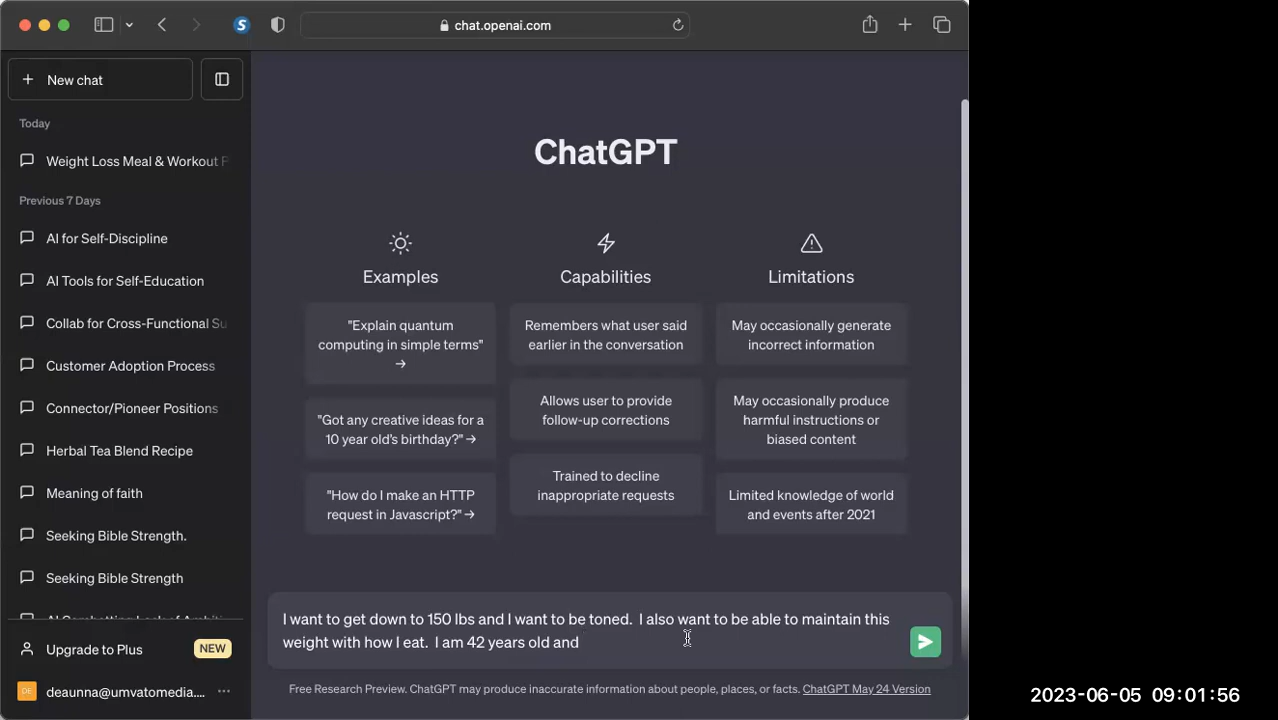 chat.openai.com
New chat
Today
Weight Loss Meal & Workout P
Previous 7 Days
AI for Self-Discipline
AI Tools for Self-Education
Collab for Cross-Functional Su
Customer Adoption Process
Connector/Pioneer Positions
Herbal Tea Blend Recipe
Meaning of faith
Seeking Bible Strength.
Seeking Bible Strength
Upgrade to Plus
NEW
DE
deaunna@umvatomedia....
ChatGPT
Examples
"Explain quantum
computing in simple terms"
→
"Got any creative ideas for a
10 year old's birthday?" →
"How do I make an HTTP
request in Javascript?" →
Capabilities
Remembers what user said
earlier in the conversation
Allows user to provide
follow-up corrections
Trained to decline
inappropriate requests
Limitations
May occasionally generate
incorrect information
May occasionally produce
harmful instructions or
biased content
Limited knowledge of world
and events after 2021
I want to get down to 150 lbs and I want to be toned.  I also want to be able to maintain this
weight with how I eat.  I am 42 years old and
Free Research Preview. ChatGPT may produce inaccurate information about people, places, or facts. ChatGPT May 24 Version
2023-06-05 09:01:56